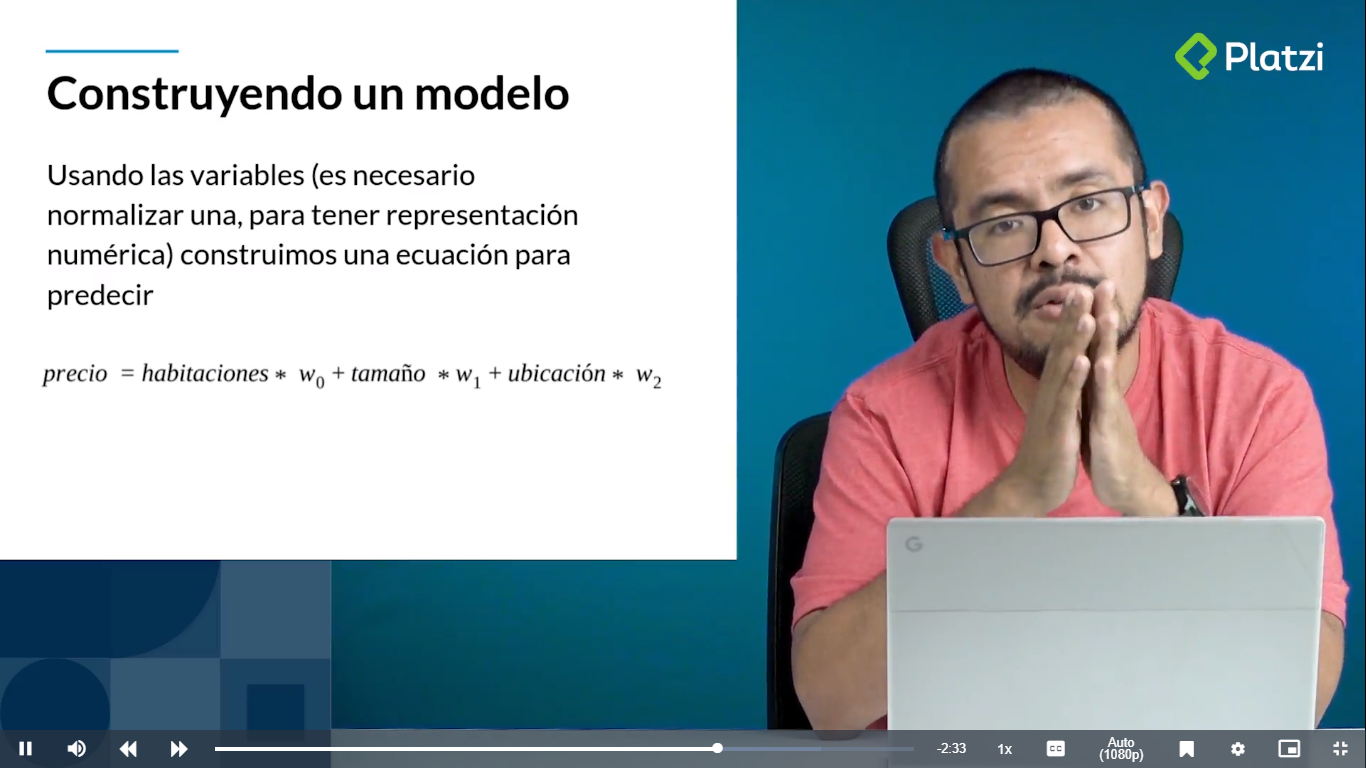 Platzi
Construyendo un modelo
Usando las variables (es necesario
normalizar una, para tener representación
numérica) construimos una ecuación para
predecir
precio = habitaciones * w₀ + tamaño * w₁ + ubicación * w₂
G
-2:33
1x
CC
Auto
(1080p)